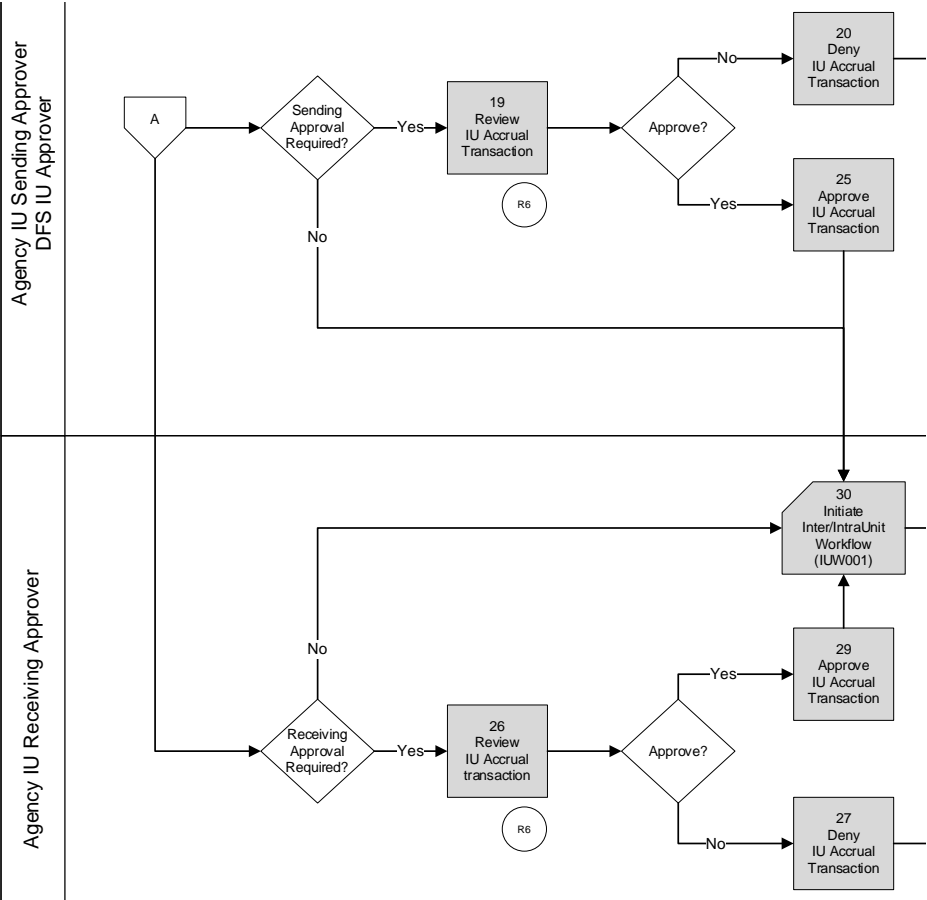 Agency IU Sending Approver
DFS IU Approver
A
Sending
Approval
Required?
Yes
19
Review
IU Accrual
Transaction
R6
Approve?
No
20
Deny
IU Accrual
Transaction
Yes
25
Approve
IU Accrual
Transaction
No
Agency IU Receiving Approver
30
Initiate
Inter/IntraUnit
Workflow
(IUW001)
No
Receiving
Approval
Required?
Yes
26
Review
IU Accrual
transaction
R6
Approve?
Yes
29
Approve
IU Accrual
Transaction
No
27
Deny
IU Accrual
Transaction